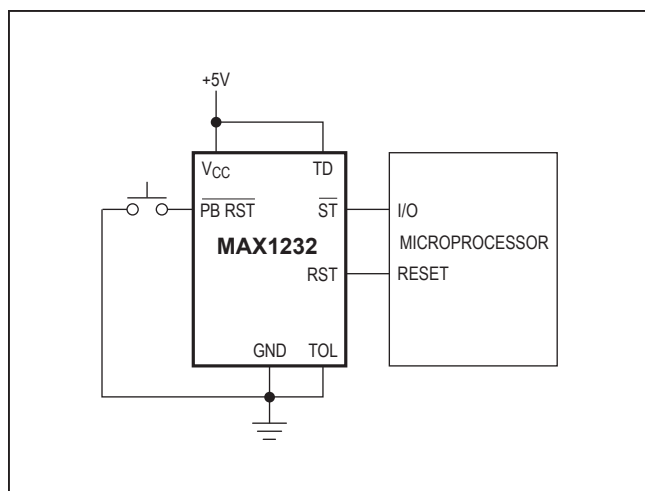 +5V
VCC TD
PB RST ST I/O
MICROPROCESSOR
MAX1232
RST RESET
GND TOL